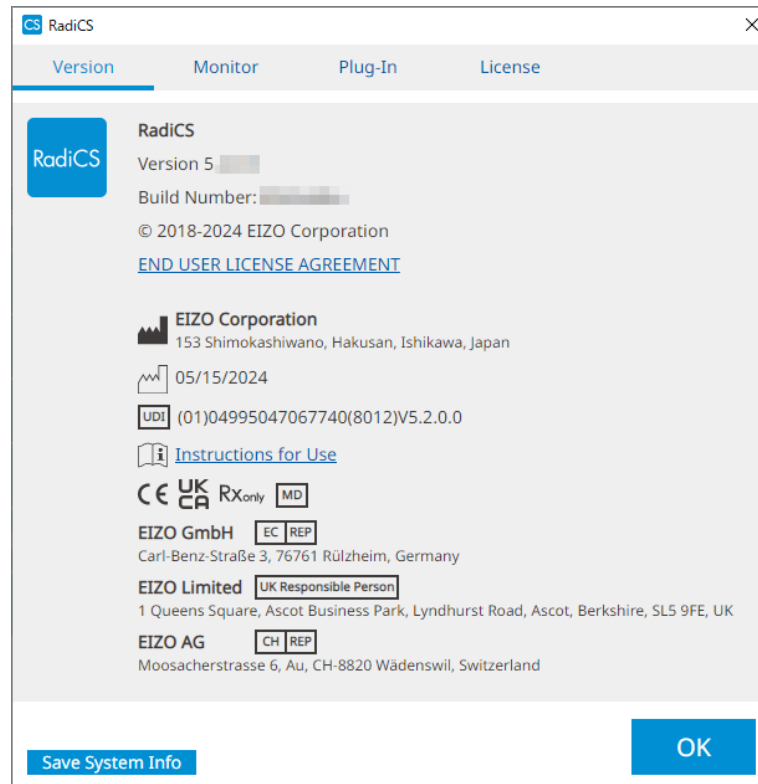 CS RadiCS
Version Monitor Plug-In License
RadiCS
RadiCS
Version 5.
Build Number:
© 2018-2024 EIZO Corporation
END USER LICENSE AGREEMENT
EIZO Corporation
153 Shimokashiwano, Hakusan, Ishikawa, Japan
05/15/2024
UDI (01)04995047067740(8012)V5.2.0.0
Instructions for Use
CE UK CA Rx only MD
EIZO GmbH EC REP
Carl-Benz-Straße 3, 76761 Rülzheim, Germany
EIZO Limited UK Responsible Person
1 Queens Square, Ascot Business Park, Lyndhurst Road, Ascot, Berkshire, SL5 9FE, UK
EIZO AG CH REP
Moosacherstrasse 6, Au, CH-8820 Wädenswil, Switzerland
Save System Info
OK